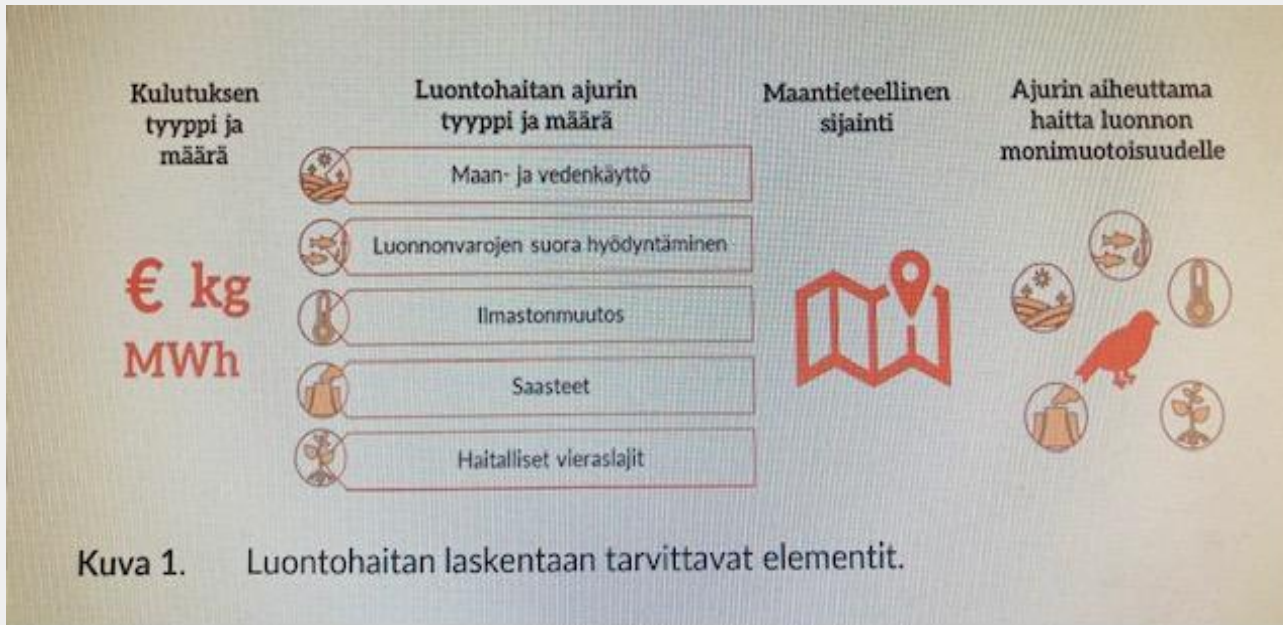 Kulutuksen
tyyppi ja
määrä
€ kg
MWh
Luontohaitan ajurin
tyyppi ja määrä
Maan- ja vedenkäyttö
Luonnonvarojen suora hyödyntäminen
Ilmastonmuutos
Saasteet
Haitalliset vieraslajit
Maantieteellinen
sijainti
Ajurin aiheuttama
haitta luonnon
monimuotoisuudelle
Kuva 1. Luontohaitan laskentaan tarvittavat elementit.